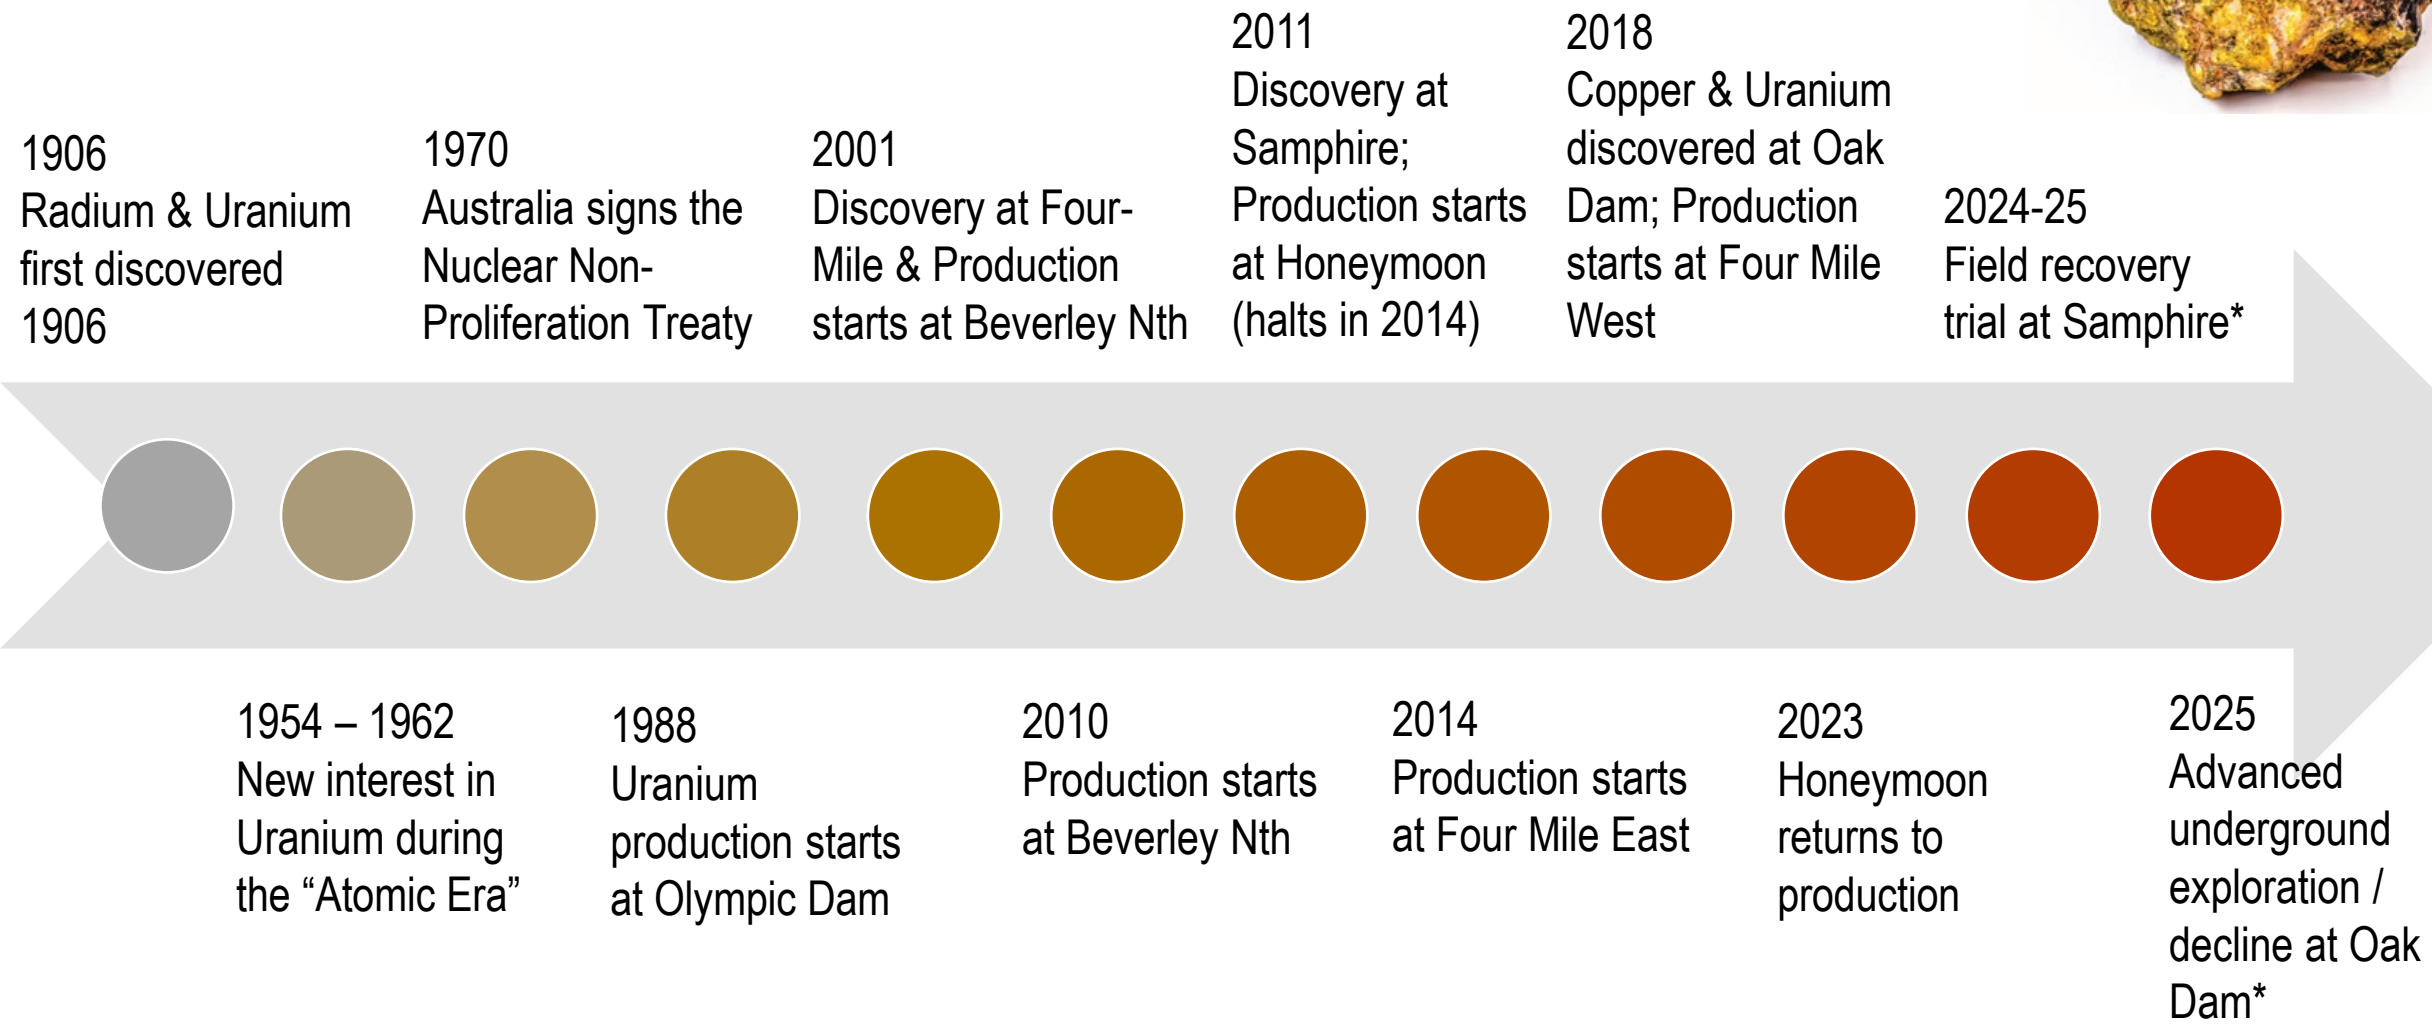 1906
Radium & Uranium
first discovered
1906
1954 – 1962
New interest in
Uranium during
the “Atomic Era”
1970
Australia signs the
Nuclear Non-
Proliferation Treaty
1988
Uranium
production starts
at Olympic Dam
2001
Discovery at Four-
Mile & Production
starts at Beverley Nth
2010
Production starts
at Beverley Nth
2011
Discovery at
Samphire;
Production starts
at Honeymoon
(halts in 2014)
2014
Production starts
at Four Mile East
2018
Copper & Uranium
discovered at Oak
Dam; Production
starts at Four Mile
West
2023
Honeymoon
returns to
production
2024-25
Field recovery
trial at Samphire*
2025
Advanced
underground
exploration /
decline at Oak
Dam*